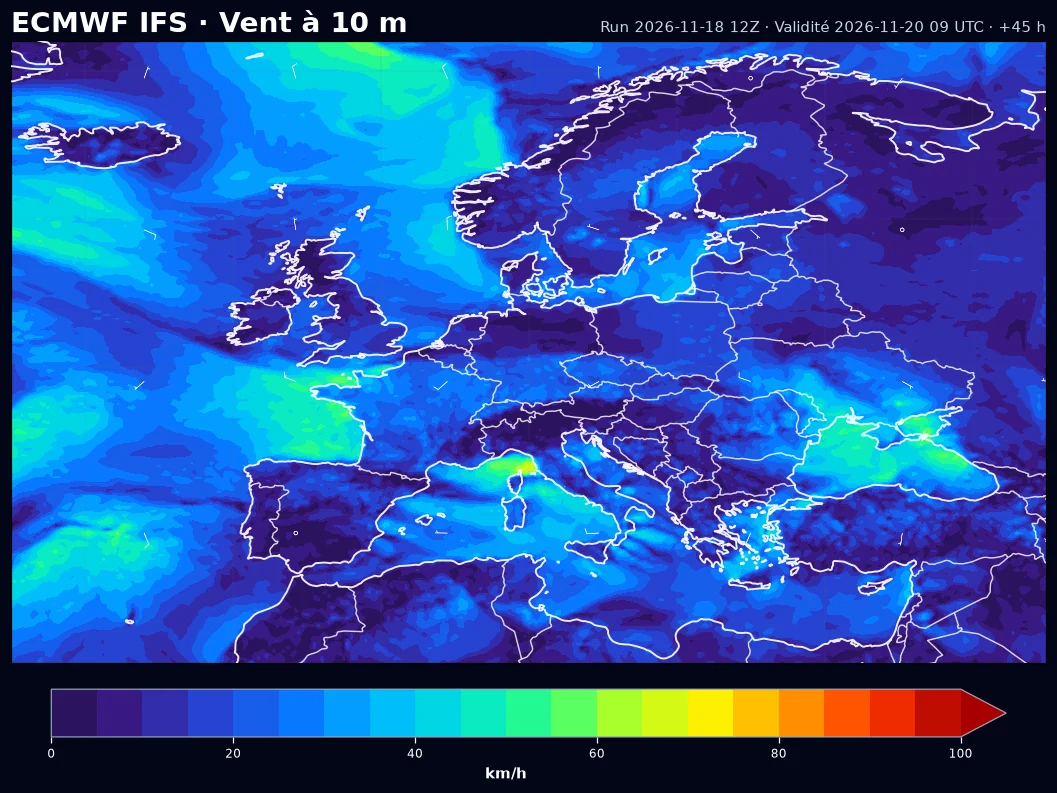 ECMWF IFS · Vent à 10 m
Run 2026-11-18 12Z · Validité 2026-11-20 09 UTC · +45 h
0 20 40 60 80 100
km/h